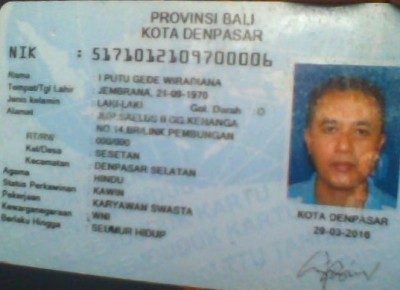 PROVINSI BALI
KOTA DENPASAR
NIK : 5171012109700006
Nama : I PUTU GEDE WIRADIANA
Tempat/Tgl Lahir : JEMBRANA, 21-09-1970
Jenis kelamin : LAKI-LAKI Gol. Darah : O
Alamat : SAELUS II GG.KENANGA
NO.14,BR/LINK.PEMBUNGAN
RT/RW : 000/000
Kel/Desa : SESETAN
Kecamatan : DENPASAR SELATAN
Agama : HINDU
Status Perkawinan : KAWIN
Pekerjaan : KARYAWAN SWASTA
Kewarganegaraan : WNI
Berlaku Hingga : SEUMUR HIDUP
KOTA DENPASAR
29-03-2016